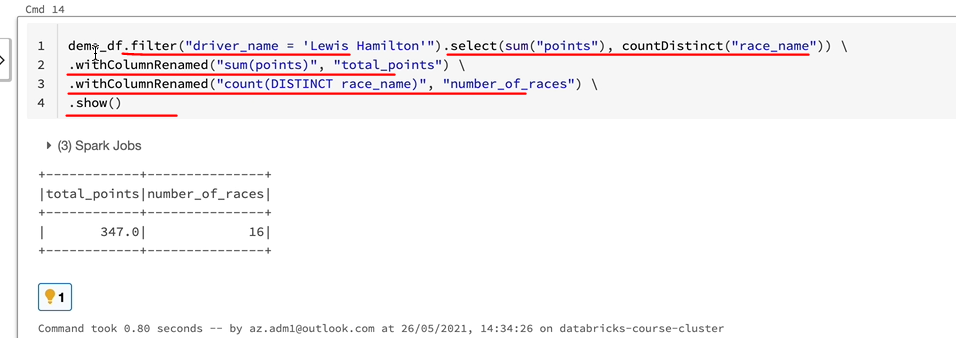 Cmd 14
1 demo_df.filter("driver_name = 'Lewis Hamilton'").select(sum("points"), countDistinct("race_name")) \
2 .withColumnRenamed("sum(points)", "total_points") \
3 .withColumnRenamed("count(DISTINCT race_name)", "number_of_races") \
4 .show()
(3) Spark Jobs
+------------+---------------+
|total_points|number_of_races|
+------------+---------------+
|       347.0|             16|
+------------+---------------+
1
Command took 0.80 seconds -- by az.adm1@outlook.com at 26/05/2021, 14:34:26 on databricks-course-cluster